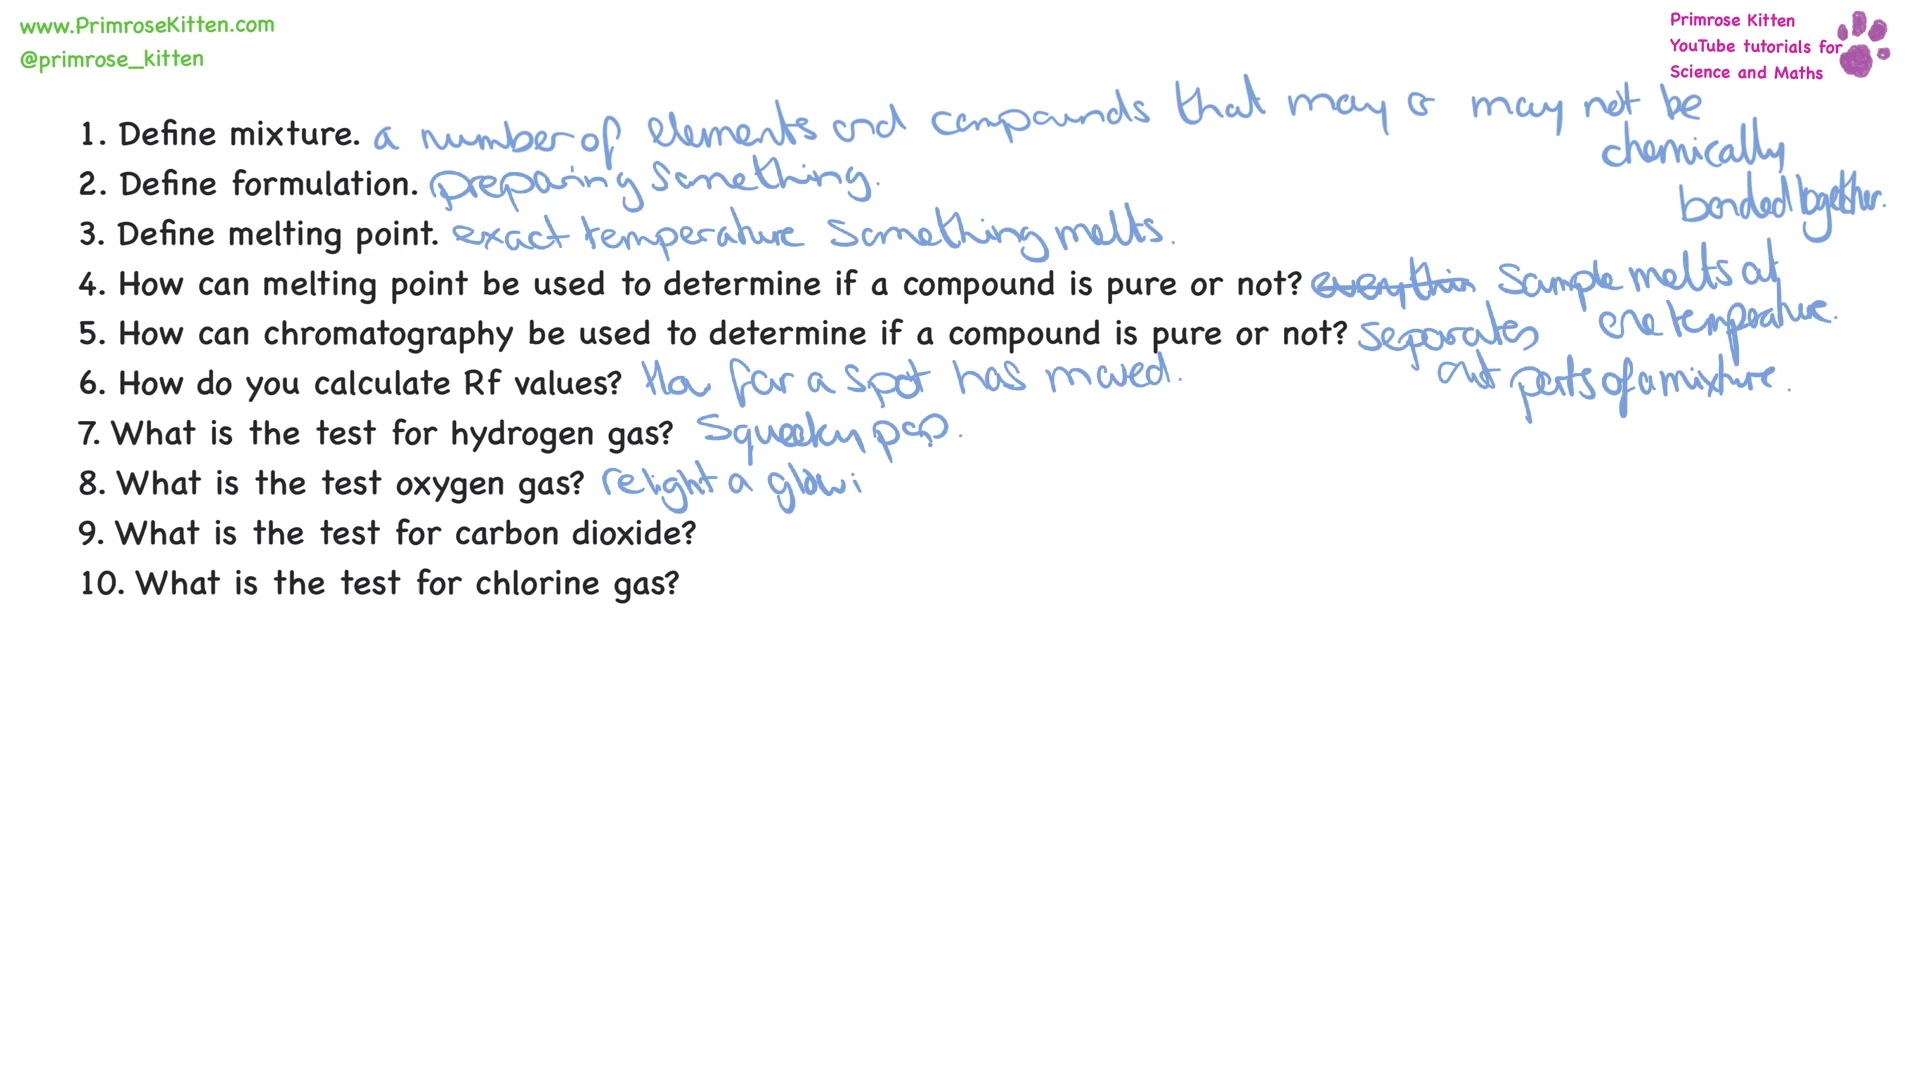 www.PrimroseKitten.com
@primrose_kitten
Primrose Kitten
YouTube tutorials for
Science and Maths
1. Define mixture. a number of elements and compounds that may or may not be
chemically
bonded together.
2. Define formulation. preparing something.
3. Define melting point. exact temperature something melts.
4. How can melting point be used to determine if a compound is pure or not? everythin sample melts at
one temperature.
5. How can chromatography be used to determine if a compound is pure or not? separates
out parts of a mixture.
6. How do you calculate Rf values? How far a spot has moved.
7. What is the test for hydrogen gas? Squeeky pop.
8. What is the test oxygen gas? relight a glowi
9. What is the test for carbon dioxide?
10. What is the test for chlorine gas?